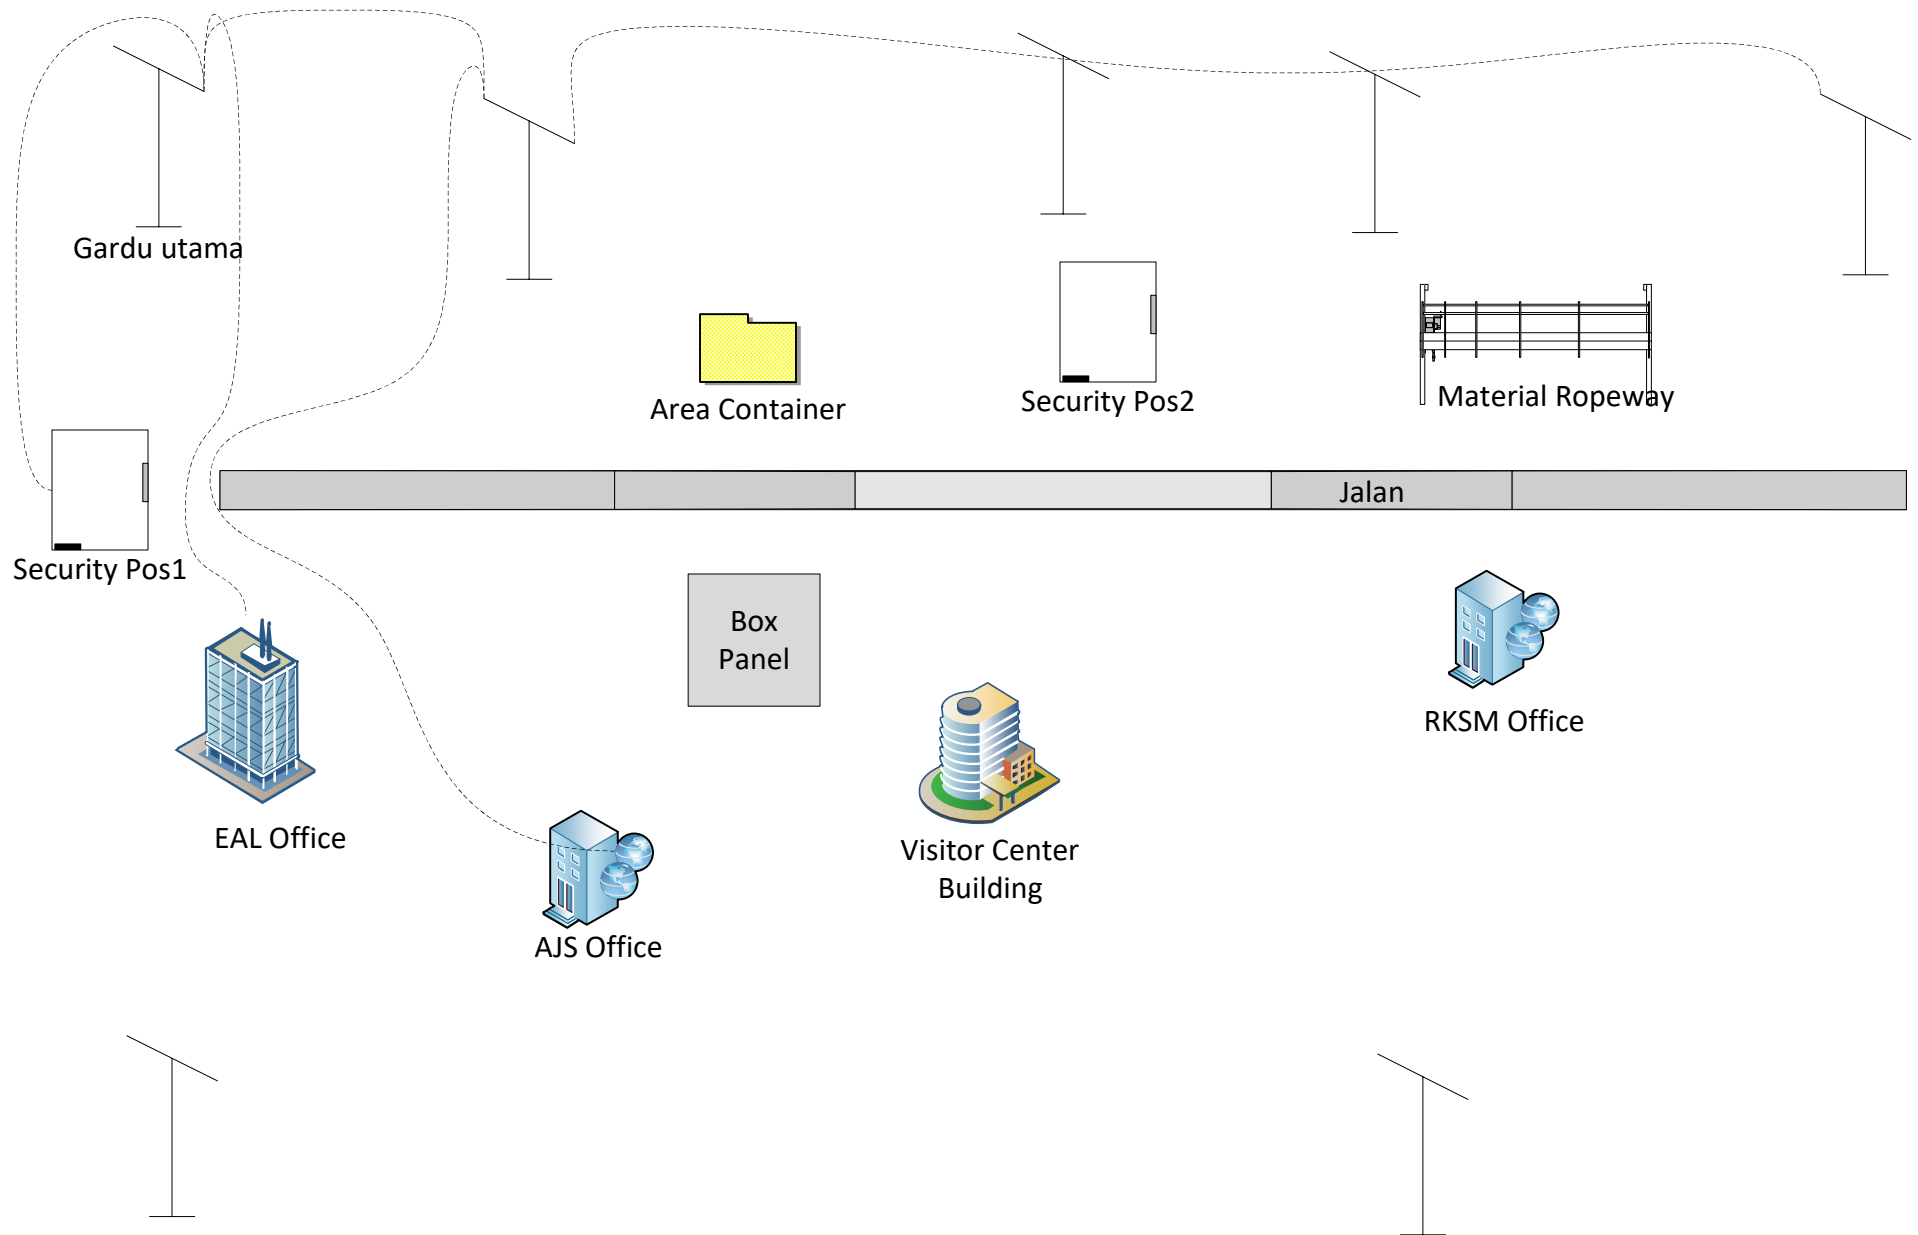 Gardu utama
Area Container
Security Pos2
Material Ropeway
Jalan
Security Pos1
Box
Panel
RKSM Office
EAL Office
Visitor Center
Building
AJS Office